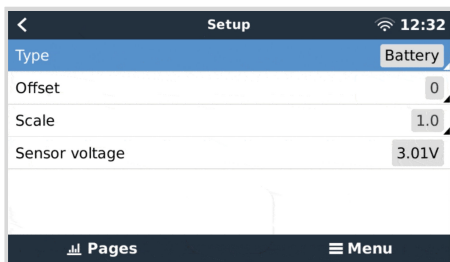 Setup
12:32
Type Battery
Offset 0
Scale 1.0
Sensor voltage 3.01V
Pages Menu